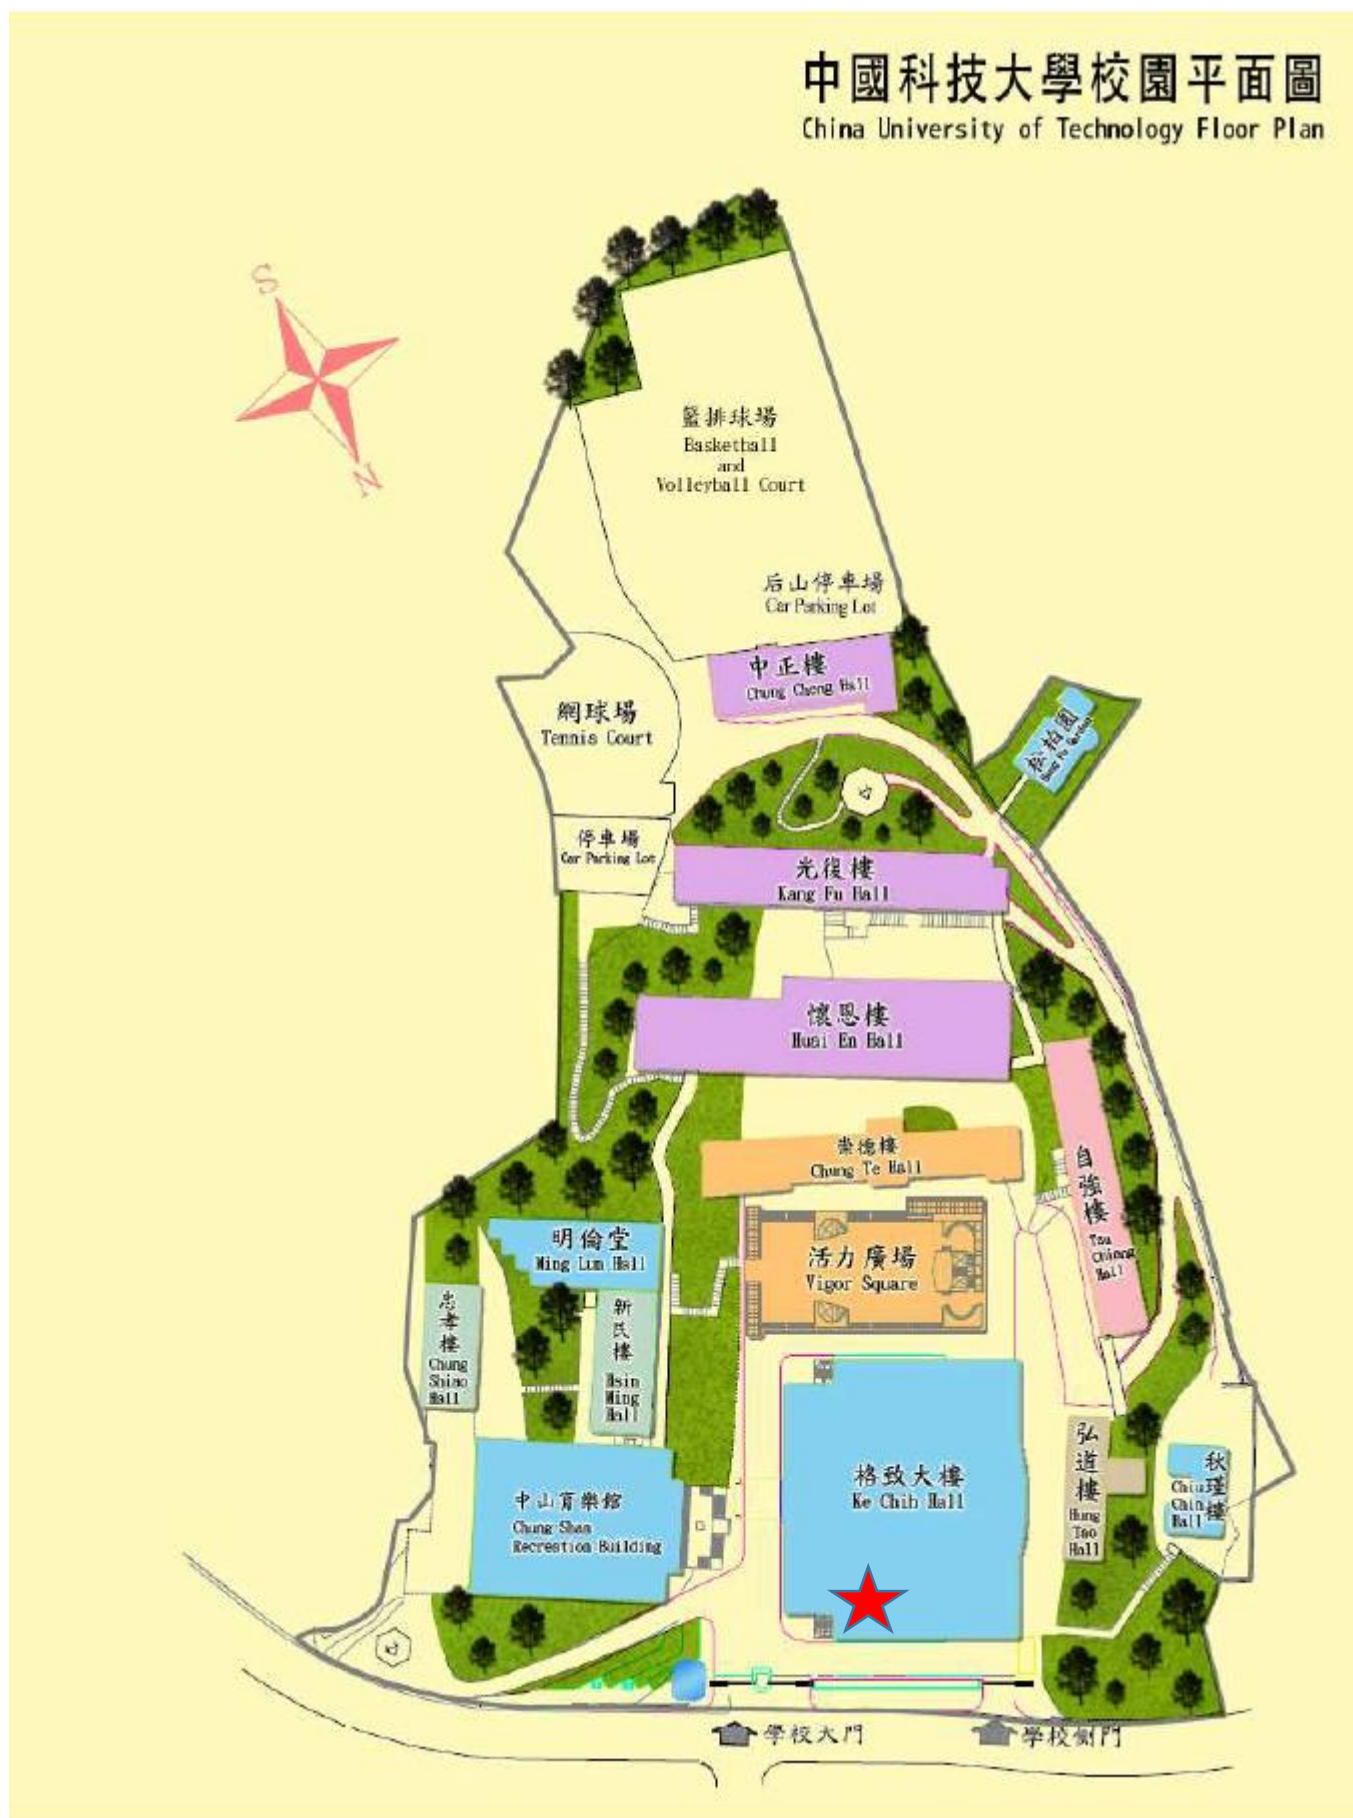 中國科技大學校園平面圖
China University of Technology Floor Plan
S
N
籃排球場
Basketball
and
Volleyball Court
后山停車場
Car Parking Lot
中正樓
Chung Cheng Hall
網球場
Tennis Court
松柏園
停車場
Car Parking Lot
光復樓
Kang Fu Hall
懷恩樓
Huai En Hall
崇德樓
Chung Te Hall
自強樓
Tsu
Chiang
Hall
明倫堂
Ming Lun Hall
活力廣場
Vigor Square
忠孝樓
Chung
Shiao
Hall
新民樓
Hsin
Ming
Hall
格致大樓
Ke Chih Hall
弘道樓
Hung
Tao
Hall
秋瑾樓
Chiu
Chin
Hall
中山育樂館
Chung Shan
Recreation Building
學校大門
學校側門